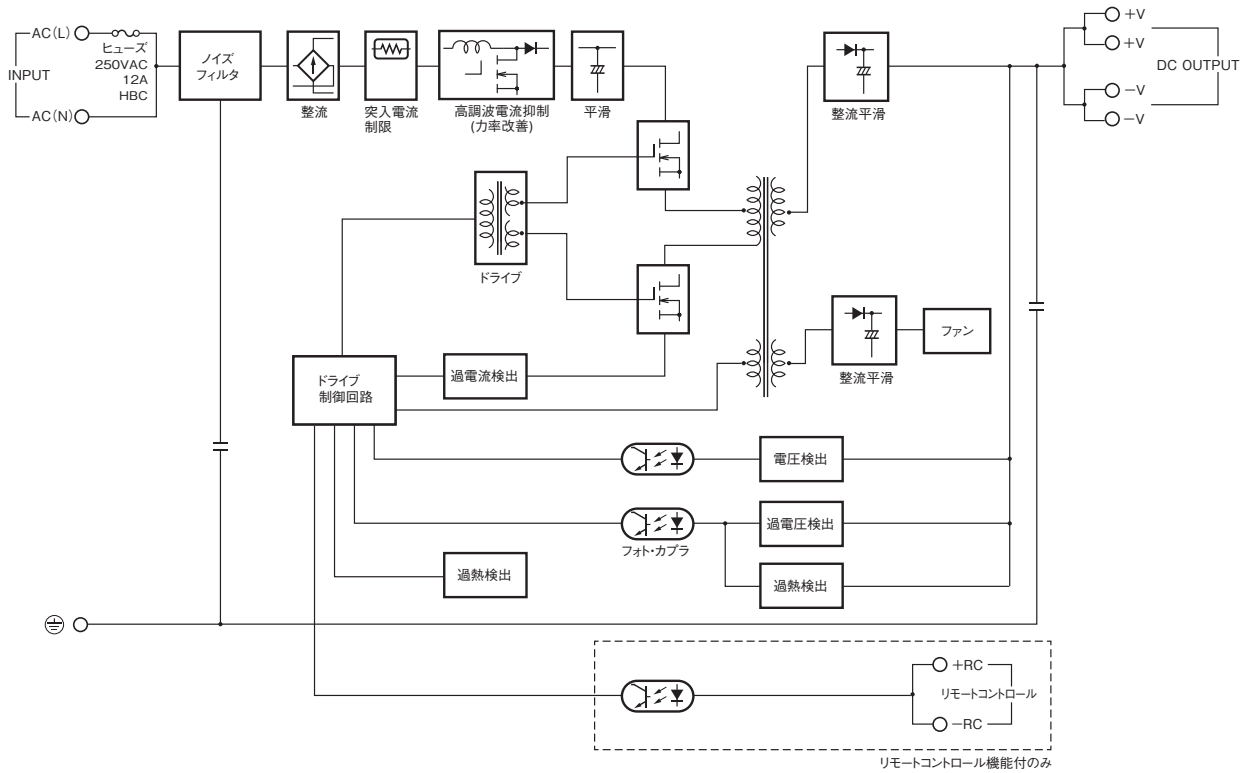 AC(L)
ヒューズ
250VAC
12A
HBC
INPUT
AC(N)
ノイズ
フィルタ
整流
突入電流
制限
高調波電流抑制
(力率改善)
平滑
整流平滑
+V
+V
DC OUTPUT
−V
−V
ドライブ
整流平滑
ファン
ドライブ
制御回路
過電流検出
電圧検出
過電圧検出
フォト・カプラ
過熱検出
過熱検出
+RC
リモートコントロール
−RC
リモートコントロール機能付のみ